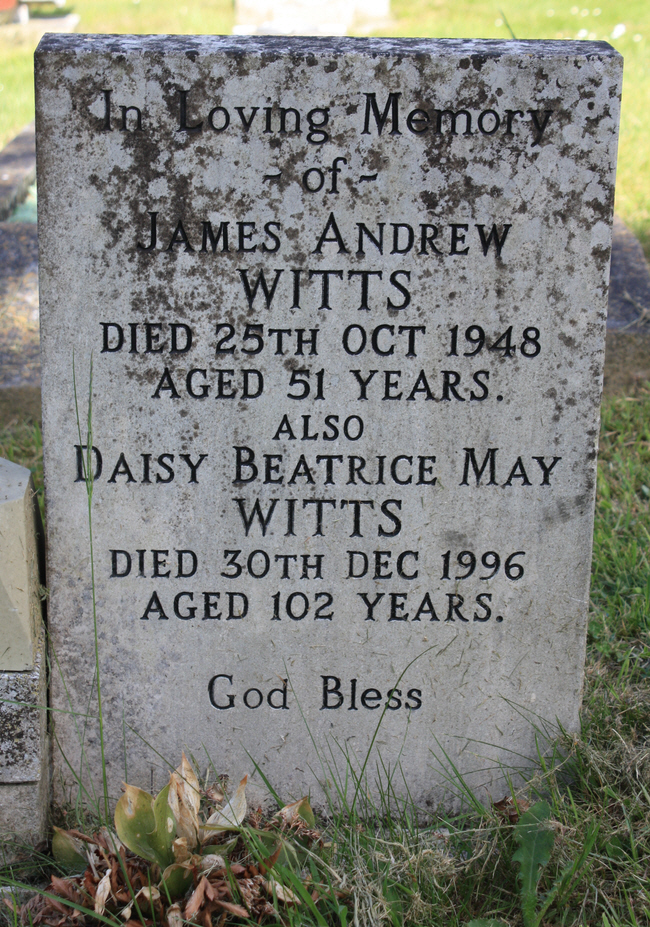 In Loving Memory
~ of ~
JAMES ANDREW
WITTS
DIED 25TH OCT 1948
AGED 51 YEARS.
ALSO
DAISY BEATRICE MAY
WITTS
DIED 30TH DEC 1996
AGED 102 YEARS.
God Bless